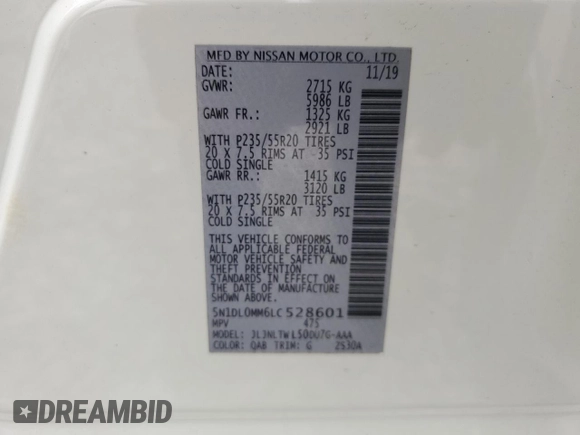 MFD BY NISSAN MOTOR CO., LTD.
DATE: 11/19
GVWR: 2715 KG
5986 LB
GAWR FR.: 1325 KG
2921 LB
WITH P235/55R20 TIRES
20 X 7.5 RIMS AT 35 PSI
COLD SINGLE
GAWR RR.: 1415 KG
3120 LB
WITH P235/55R20 TIRES
20 X 7.5 RIMS AT 35 PSI
COLD SINGLE
THIS VEHICLE CONFORMS TO
ALL APPLICABLE FEDERAL
MOTOR VEHICLE SAFETY AND
THEFT PREVENTION
STANDARDS IN EFFECT ON THE
DATE OF MANUFACTURE SHOWN
ABOVE.
5N1DL0MM6LC528601
MPV 475
MODEL:
COLOR: QAB TRIM: G 2530A
DREAMBID